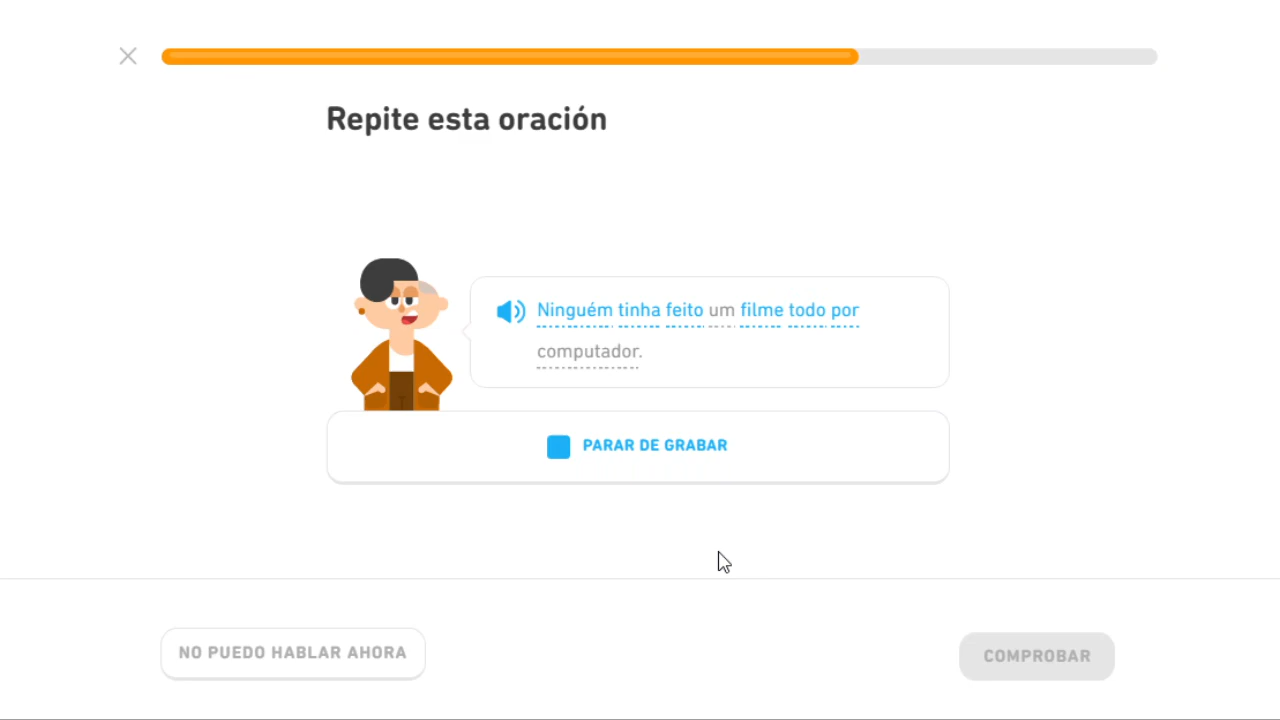 Repite esta oración
Ninguém tinha feito um filme todo por
computador.
PARAR DE GRABAR
NO PUEDO HABLAR AHORA
COMPROBAR